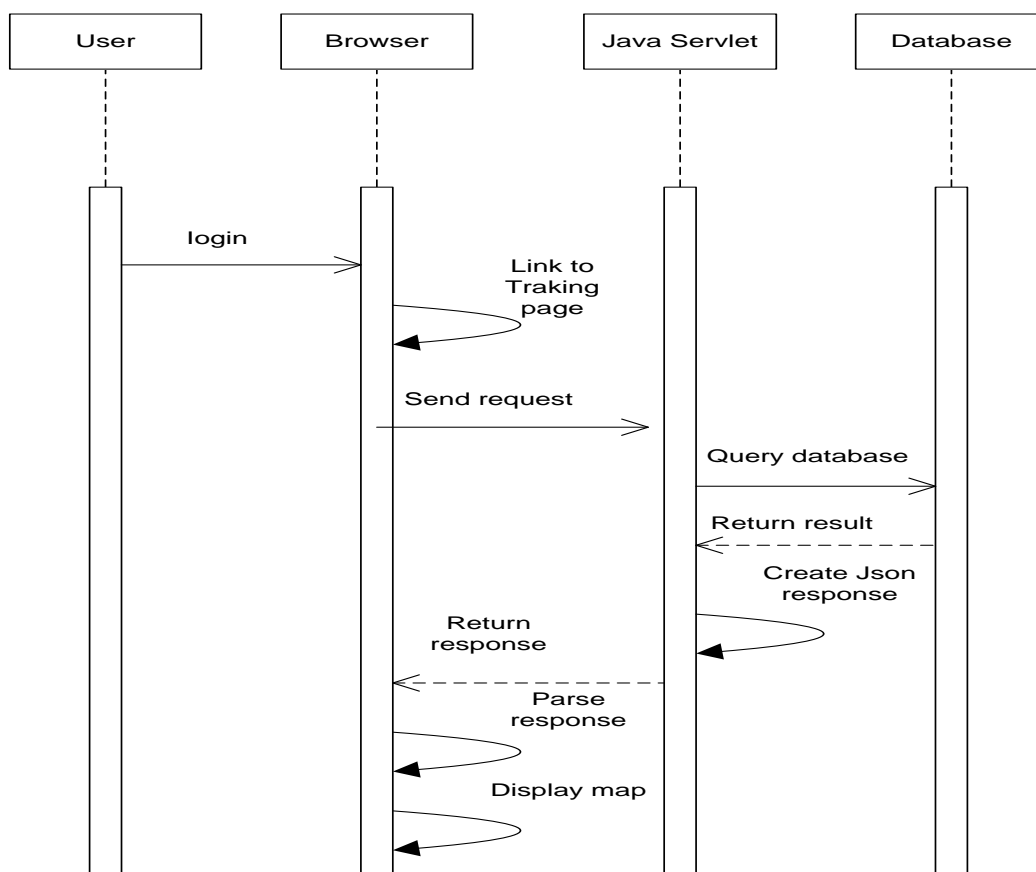 User
Browser
Java Servlet
Database
login
Link to
Traking
page
Send request
Query database
Return result
Create Json
response
Return
response
Parse
response
Display map